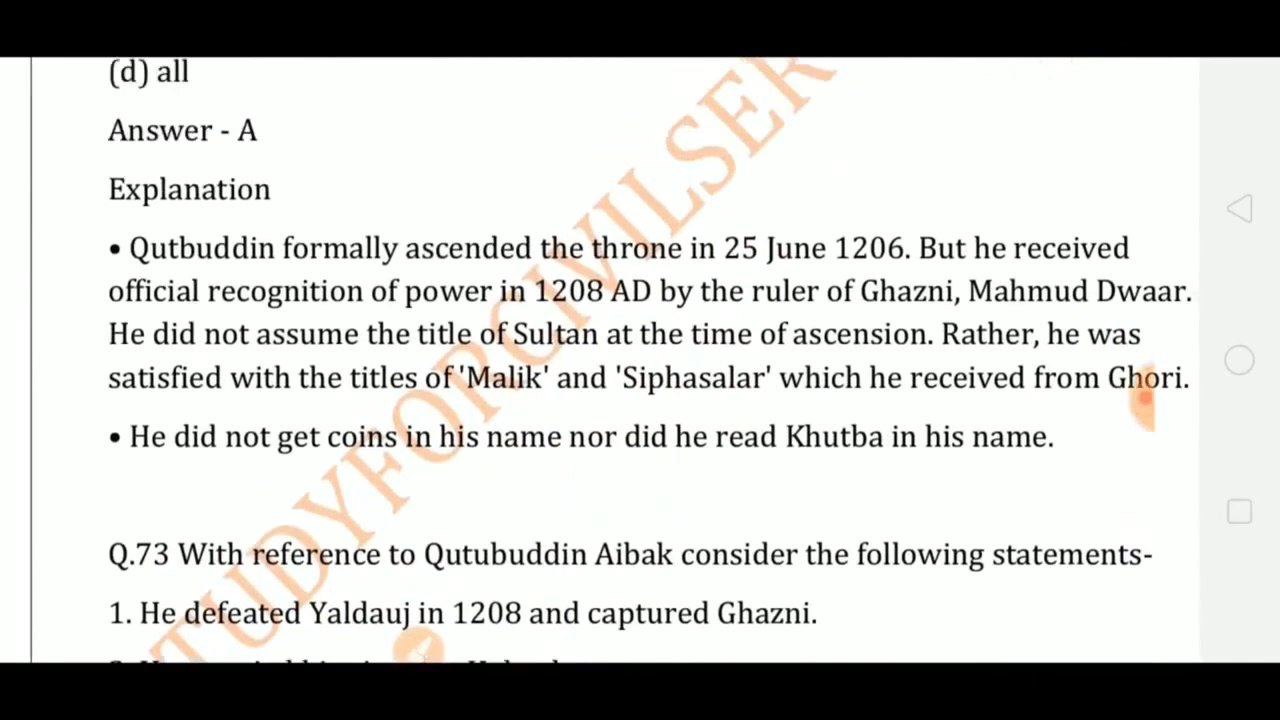 (d) all
Answer - A
Explanation
• Qutbuddin formally ascended the throne in 25 June 1206. But he received
official recognition of power in 1208 AD by the ruler of Ghazni, Mahmud Dwaar.
He did not assume the title of Sultan at the time of ascension. Rather, he was
satisfied with the titles of 'Malik' and 'Siphasalar' which he received from Ghori.
• He did not get coins in his name nor did he read Khutba in his name.
Q.73 With reference to Qutubuddin Aibak consider the following statements-
1. He defeated Yaldauj in 1208 and captured Ghazni.
TUDYFORCIVILSER